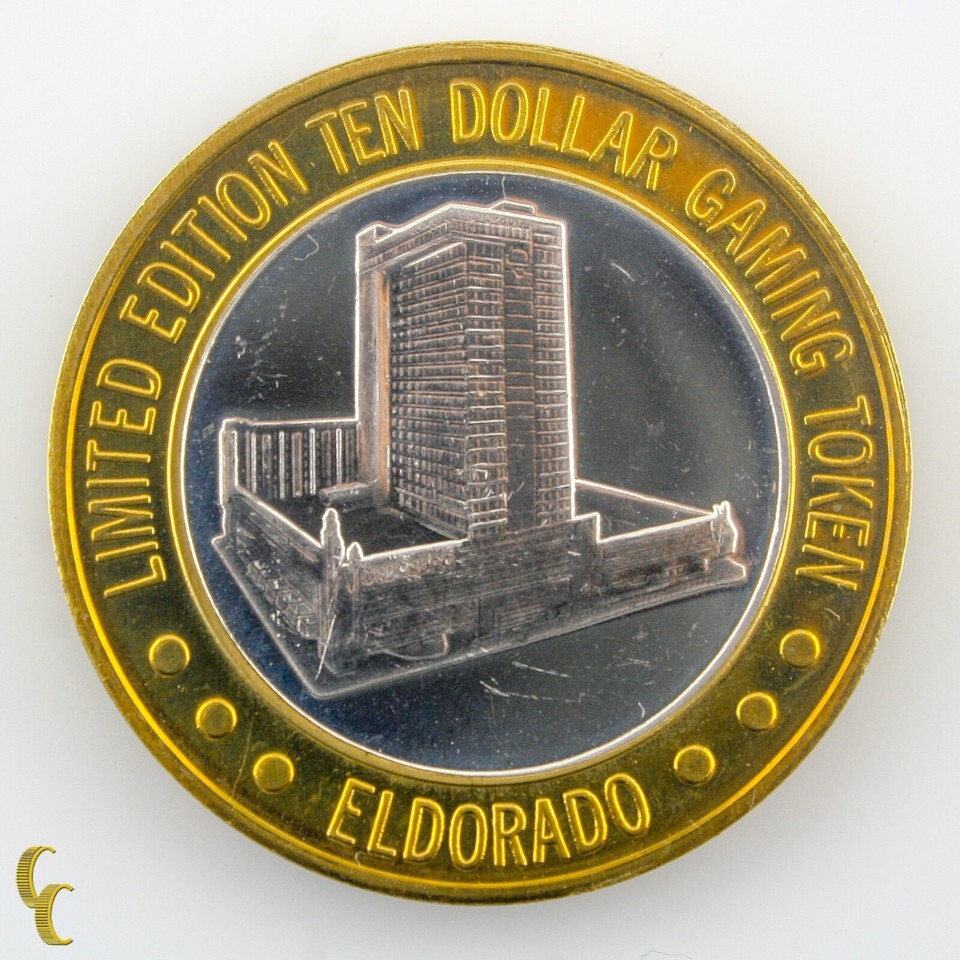 LIMITED EDITION TEN DOLLAR GAMING TOKEN
ELDORADO